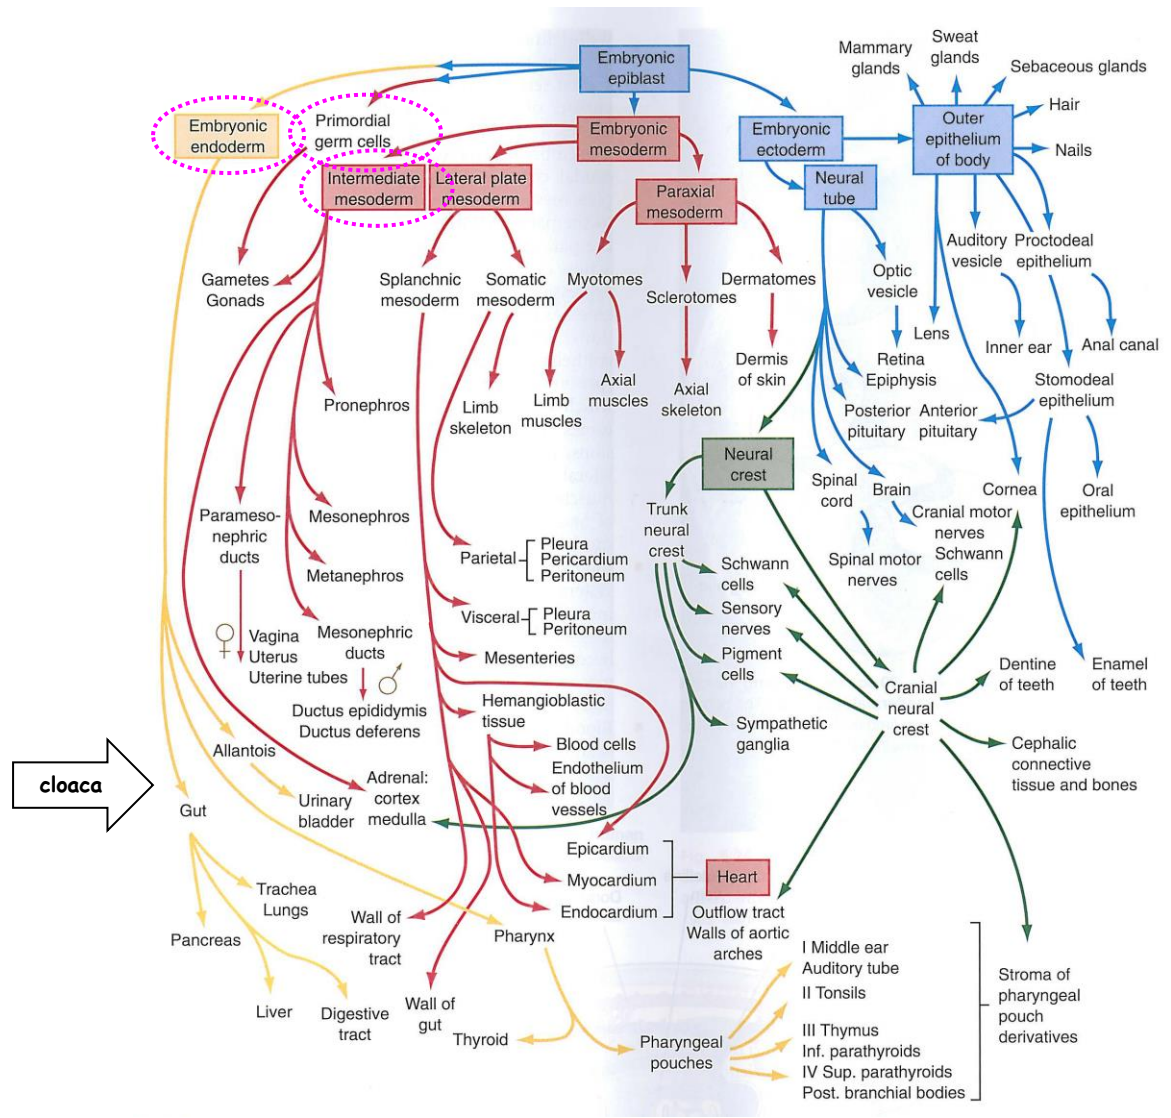 Embryonic
epiblast
Mammary
glands
Sweat
glands
Sebaceous glands
Hair
Nails
Outer
epithelium
of body
Embryonic
endoderm
Primordial
germ cells
Embryonic
mesoderm
Embryonic
ectoderm
Intermediate
mesoderm
Lateral plate
mesoderm
Paraxial
mesoderm
Neural
tube
Gametes
Gonads
Splanchnic
mesoderm
Somatic
mesoderm
Myotomes
Sclerotomes
Dermatomes
Optic
vesicle
Auditory
vesicle
Proctodeal
epithelium
Lens
Inner ear
Anal canal
Pronephros
Limb
skeleton
Limb
muscles
Axial
muscles
Axial
skeleton
Dermis
of skin
Retina
Epiphysis
Posterior
pituitary
Anterior
pituitary
Stomodeal
epithelium
Neural
crest
Spinal
cord
Brain
Cornea
Oral
epithelium
Parameso-
nephric
ducts
Mesonephros
Metanephros
Parietal
Pleura
Pericardium
Peritoneum
Trunk
neural
crest
Schwann
cells
Sensory
nerves
Pigment
cells
Spinal motor
nerves
Cranial motor
nerves
Schwann
cells
♀
Vagina
Uterus
Uterine tubes
Mesonephric
ducts
♂
Ductus epididymis
Ductus deferens
Visceral
Pleura
Peritoneum
Mesenteries
Hemangioblastic
tissue
Blood cells
Endothelium
of blood
vessels
Sympathetic
ganglia
Cranial
neural
crest
Dentine
of teeth
Enamel
of teeth
Cephalic
connective
tissue and bones
cloaca
Allantois
Gut
Urinary
bladder
Adrenal:
cortex
medulla
Epicardium
Myocardium
Endocardium
Heart
Outflow tract
Walls of aortic
arches
Trachea
Lungs
Pancreas
Liver
Digestive
tract
Wall of
respiratory
tract
Wall of
gut
Pharynx
Thyroid
Pharyngeal
pouches
I Middle ear
Auditory tube
II Tonsils
III Thymus
Inf. parathyroids
IV Sup. parathyroids
Post. branchial bodies
Stroma of
pharyngeal
pouch
derivatives